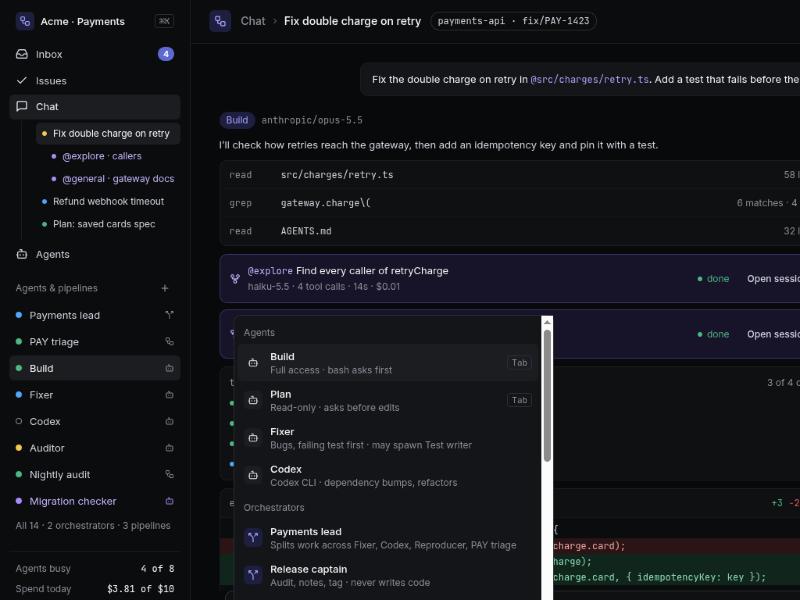 Acme · Payments
⌘K
Inbox
4
Issues
Chat
Fix double charge on retry
@explore · callers
@general · gateway docs
Refund webhook timeout
Plan: saved cards spec
Agents
Agents & pipelines
+
Payments lead
PAY triage
Build
Fixer
Codex
Auditor
Nightly audit
Migration checker
All 14 · 2 orchestrators · 3 pipelines
Agents busy 4 of 8
Spend today $3.81 of $10
Chat › Fix double charge on retry payments-api · fix/PAY-1423
Fix the double charge on retry in @src/charges/retry.ts. Add a test that fails before the
Build anthropic/opus-5.5
I'll check how retries reach the gateway, then add an idempotency key and pin it with a test.
read src/charges/retry.ts 58 l
grep gateway.charge\( 6 matches · 4
read AGENTS.md 32 l
@explore Find every caller of retryCharge
haiku-5.5 · 4 tool calls · 14s · $0.01
done Open sessi
done Open sessi
t 3 of 4 c
e +3 -2
{
charge.card);
harge);
charge.card, { idempotencyKey: key });
Agents
Build
Full access · bash asks first
Tab
Plan
Read-only · asks before edits
Tab
Fixer
Bugs, failing test first · may spawn Test writer
Codex
Codex CLI · dependency bumps, refactors
Orchestrators
Payments lead
Splits work across Fixer, Codex, Reproducer, PAY triage
Release captain
Audit, notes, tag · never writes code